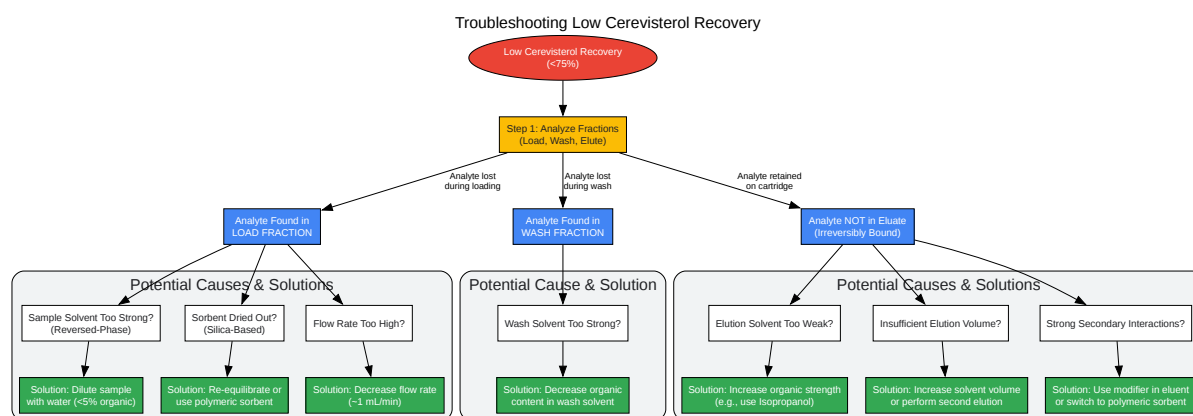 Troubleshooting Low Cerevisterol Recovery
Low Cerevisterol Recovery
(<75%)
Step 1: Analyze Fractions
(Load, Wash, Elute)
Analyte lost
during loading
Analyte lost
during wash
Analyte retained
on cartridge
Analyte Found in
LOAD FRACTION
Analyte Found in
WASH FRACTION
Analyte NOT in Eluate
(Irreversibly Bound)
Potential Causes & Solutions
Sample Solvent Too Strong?
(Reversed-Phase)
Sorbent Dried Out?
(Silica-Based)
Flow Rate Too High?
Solution: Dilute sample
with water (<5% organic)
Solution: Re-equilibrate or
use polymeric sorbent
Solution: Decrease flow rate
(~1 mL/min)
Potential Cause & Solution
Wash Solvent Too Strong?
Solution: Decrease organic
content in wash solvent
Potential Causes & Solutions
Elution Solvent Too Weak?
Insufficient Elution Volume?
Strong Secondary Interactions?
Solution: Increase organic strength
(e.g., use Isopropanol)
Solution: Increase solvent volume
or perform second elution
Solution: Use modifier in eluent
or switch to polymeric sorbent